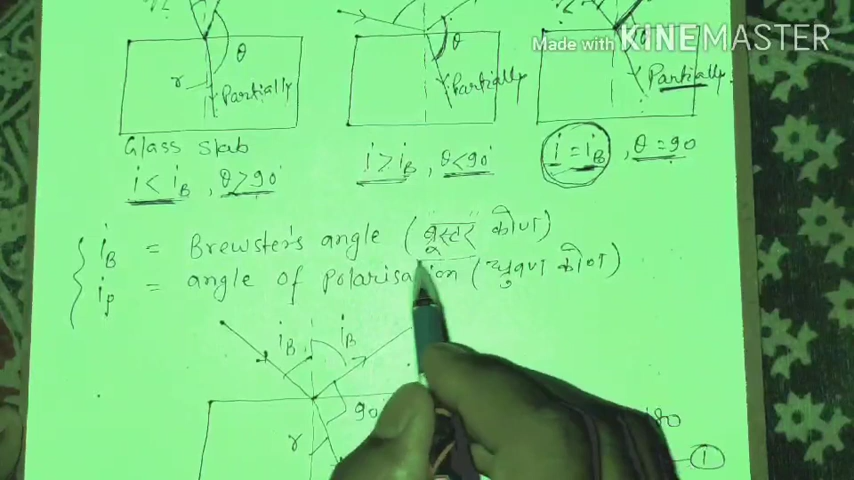 Made with KINEMASTER
θ θ
r Partially Partially Partially
Glass slab
i < iB , θ > 90° i > iB , θ < 90° i = iB , θ = 90
iB = Brewster's angle (ब्रूस्टर कोण)
iP = angle of Polarisation (ध्रुवण कोण)
iB iB
90
r
1